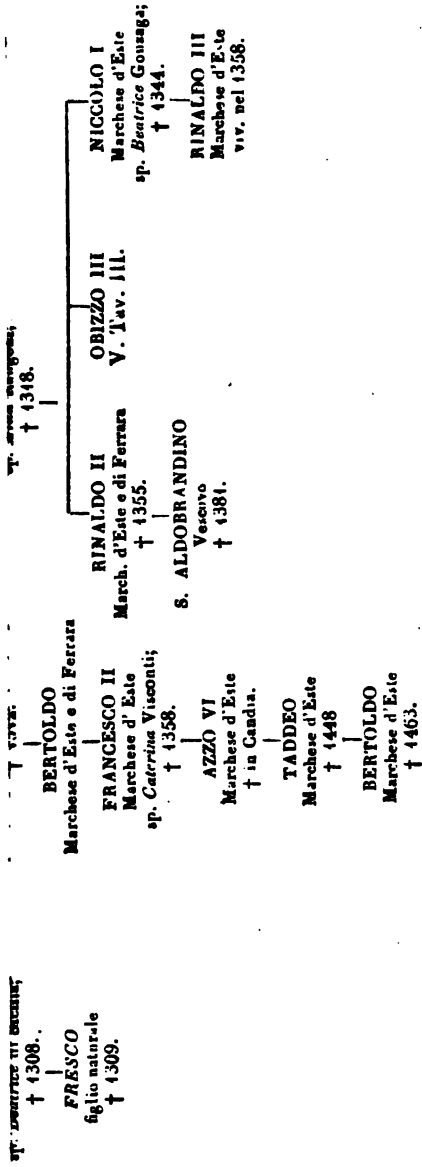 † 1308.
FRESCO
figlio naturale
† 1309.
BERTOLDO
Marchese d'Este e di Ferrara
FRANCESCO II
Marchese d'Este
sp. Caterina Visconti;
† 1358.
AZZO VI
Marchese d'Este
† in Candia.
TADDEO
Marchese d'Este
† 1448
BERTOLDO
Marchese d'Este
† 1463.
† 1318.
RINALDO II
March. d'Este e di Ferrara
† 1355.
S. ALDOBRANDINO
Vescovo
† 1381.
OBIZZO III
V. Tav. III.
NICCOLO I
Marchese d'Este
sp. Beatrice Gonzaga;
† 1344.
RINALDO III
Marchese d'Este
viv. nel 1358.